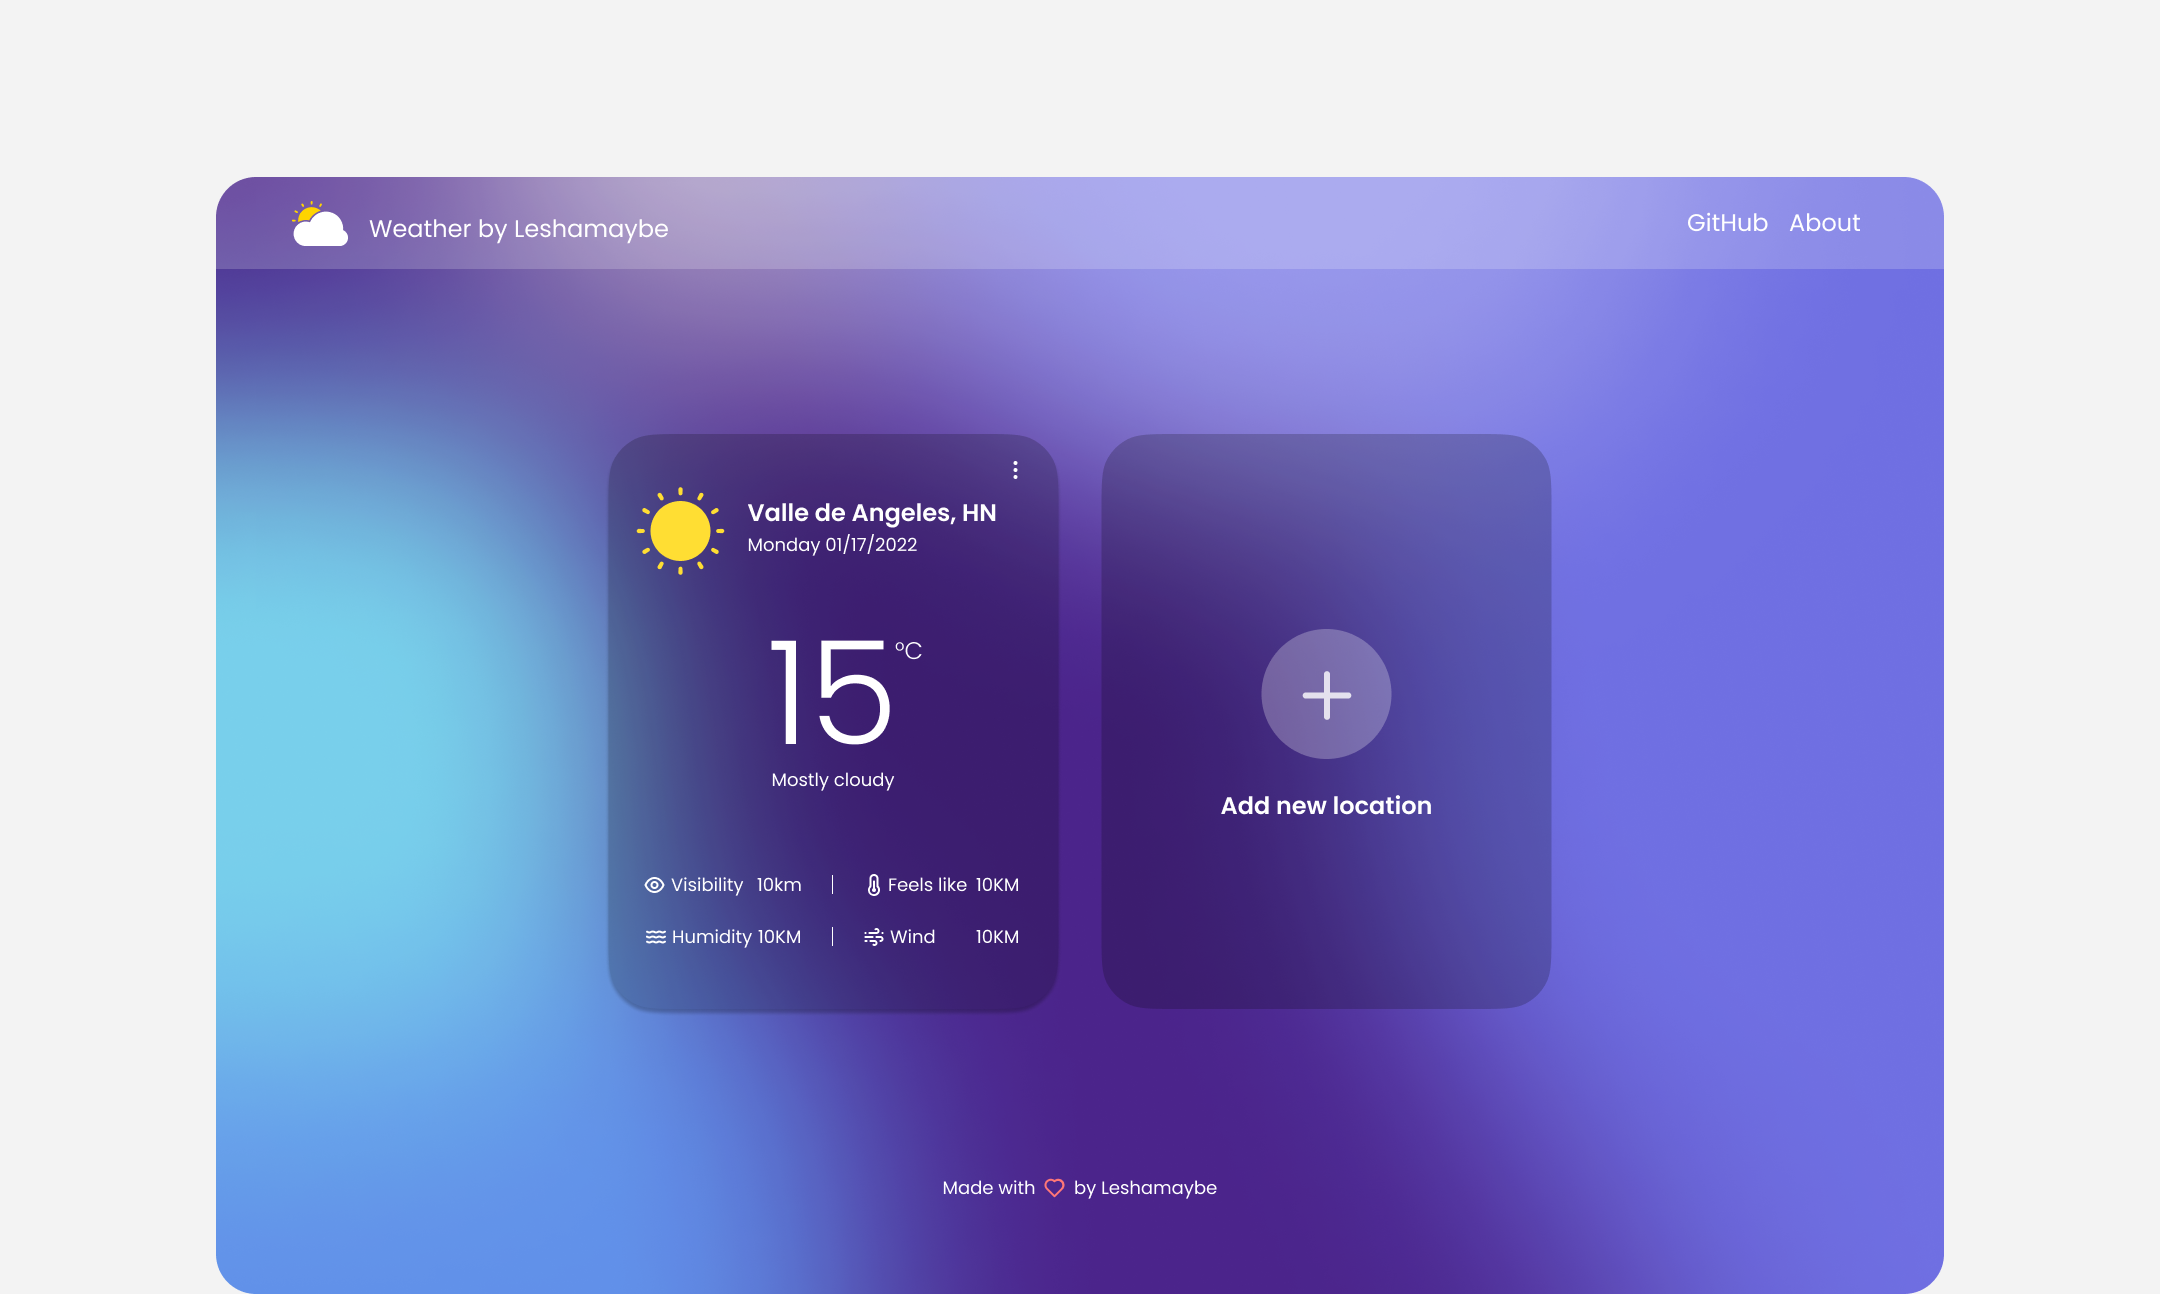 Weather by Leshamaybe
GitHub About
Valle de Angeles, HN
Monday 01/17/2022
15 °C
Mostly cloudy
Visibility 10km | Feels like 10KM
Humidity 10KM | Wind 10KM
Add new location
Made with by Leshamaybe